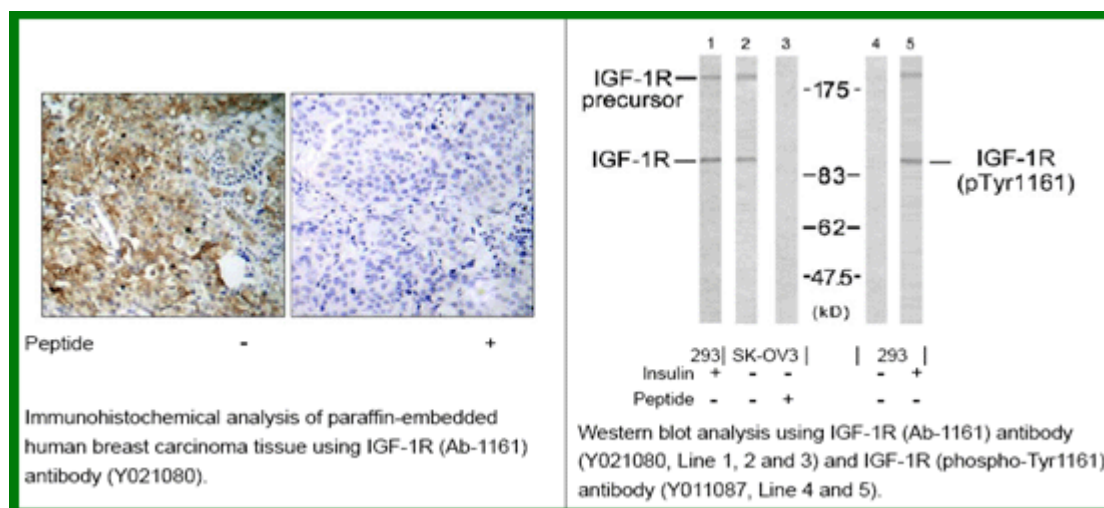 Peptide - +
Immunohistochemical analysis of paraffin-embedded
human breast carcinoma tissue using IGF-1R (Ab-1161)
antibody (Y021080).
1 2 3 4 5
IGF-1R
precursor
IGF-1R
-175-
-83-
-62-
-47.5-
(kD)
IGF-1R
(pTyr1161)
293| SK-OV3 | | 293 |
Insulin + - - - +
Peptide - - + - -
Western blot analysis using IGF-1R (Ab-1161) antibody
(Y021080, Line 1, 2 and 3) and IGF-1R (phospho-Tyr1161)
antibody (Y011087, Line 4 and 5).